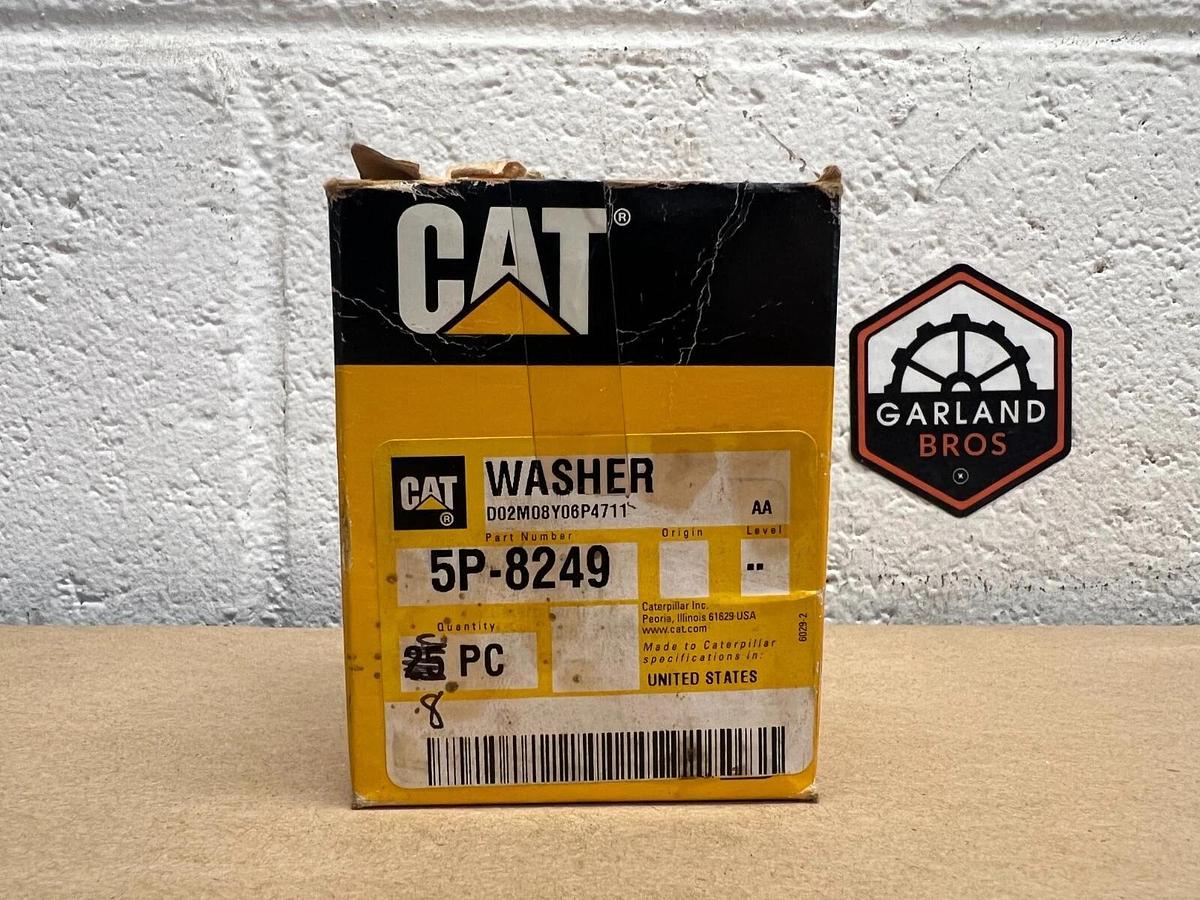 CAT®
CAT®
WASHER
D02M08Y06P4711
AA
Part Number
Origin
Level
5P-8249
--
Caterpillar Inc.
Peoria, Illinois 61629 USA
www.cat.com
Made to Caterpillar
specifications in:
UNITED STATES
6029-2
Quantity
25 PC
8
GARLAND
BROS